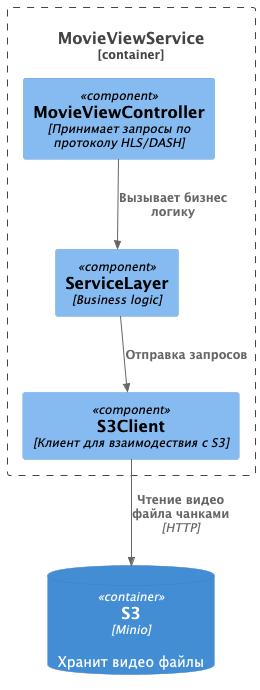 MovieViewService
[container]
«component»
MovieViewController
[Принимает запросы по
протоколу HLS/DASH]
Вызывает бизнес
логику
«component»
ServiceLayer
[Business logic]
Отправка запросов
«component»
S3Client
[Клиент для взаимодествия с S3]
Чтение видео
файла чанками
[HTTP]
«container»
S3
[Minio]
Хранит видео файлы